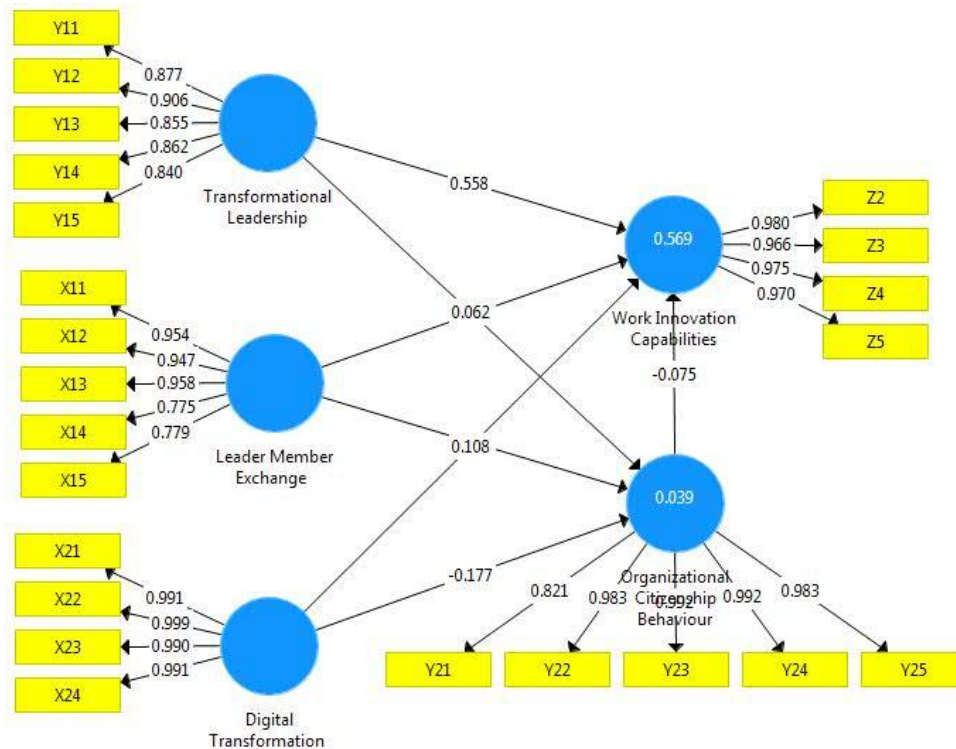 Y11
Y12
Y13
Y14
Y15
0.877
0.906
0.855
0.862
0.840
Transformational
Leadership
X11
X12
X13
X14
X15
0.954
0.947
0.958
0.775
0.779
Leader Member
Exchange
X21
X22
X23
X24
0.991
0.999
0.990
0.991
Digital
Transformation
0.558
0.062
0.108
-0.177
-0.075
0.569
Work Innovation
Capabilities
0.980
0.966
0.975
0.970
Z2
Z3
Z4
Z5
0.039
Organizational
Citizenship
Behaviour
0.821
0.983
0.992
0.992
0.983
Y21
Y22
Y23
Y24
Y25